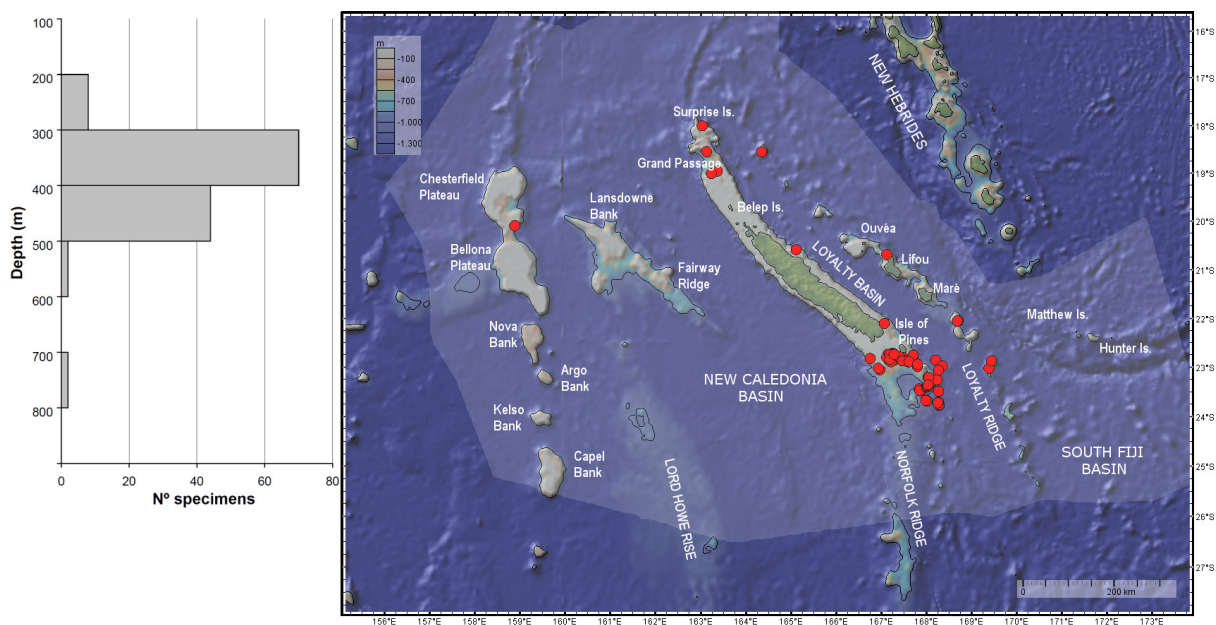 100
200
300
400
500
600
700
800
Depth (m)
0
20
40
60
80
Nº specimens
m
-100
-400
-700
-1.000
-1.300
NEW HEBRIDES
Surprise Is.
Grand Passage
Chesterfield
Plateau
Lansdowne
Bank
Belep Is.
Ouvèa
Bellona
Plateau
LOYALTY BASIN
Lifou
Fairway
Ridge
Marè
Matthew Is.
Nova
Bank
Isle of
Pines
Hunter Is.
Argo
Bank
NEW CALEDONIA
BASIN
LOYALTY RIDGE
Kelso
Bank
Capel
Bank
SOUTH FIJI
BASIN
LORD HOWE RISE
NORFOLK RIDGE
0
200 km
16°S
17°S
18°S
19°S
20°S
21°S
22°S
23°S
24°S
25°S
26°S
27°S
156°E
157°E
158°E
159°E
160°E
162°E
163°E
164°E
165°E
166°E
167°E
168°E
169°E
170°E
171°E
172°E
173°E